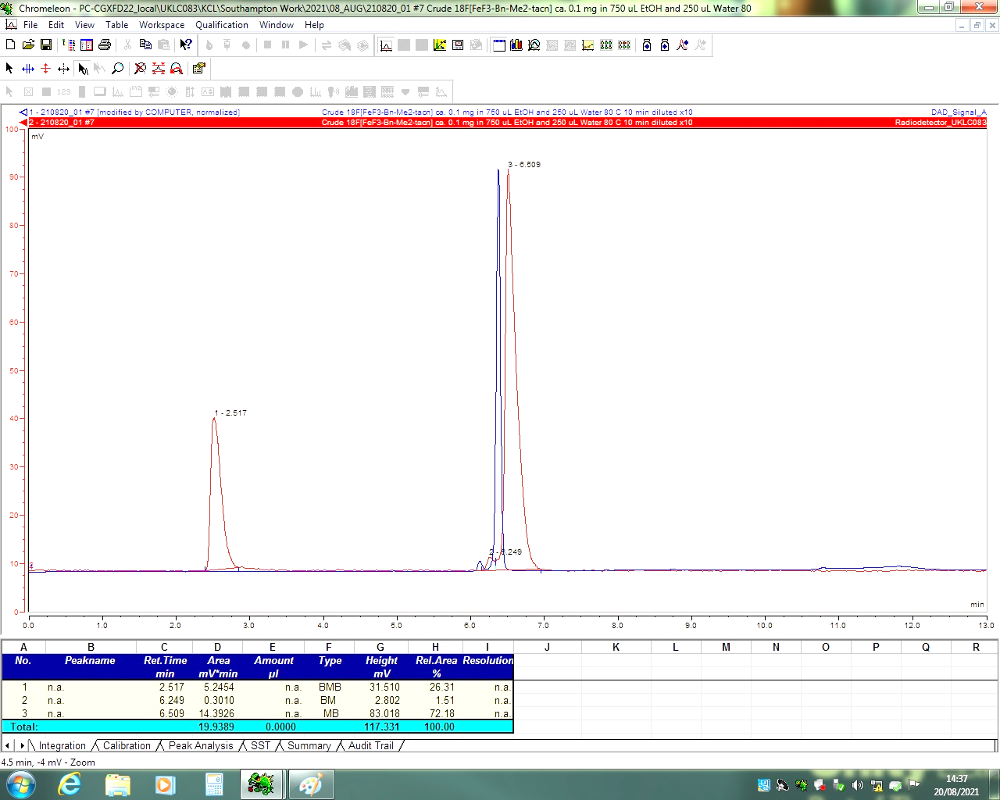 Chromeleon - PC-CGXFD22_local\UKLC083\KCL\Southampton Work\2021\08_AUG\210820_01 #7 Crude 18F[FeF3-Bn-Me2-tacn] ca. 0.1 mg in 750 uL EtOH and 250 uL Water 80
File Edit View Table Workspace Qualification Window Help
123
1 - 210820_01 #7 [modified by COMPUTER, normalized] Crude 18F[FeF3-Bn-Me2-tacn] ca. 0.1 mg in 750 uL EtOH and 250 uL Water 80 C 10 min diluted x10 DAD_Signal_A
2 - 210820_01 #7 Crude 18F[FeF3-Bn-Me2-tacn] ca. 0.1 mg in 750 uL EtOH and 250 uL Water 80 C 10 min diluted x10 Radiodetector_UKLC083
100
mV
90
80
70
60
50
40
30
20
10
0
3 - 6.509
1 - 2.517
2 - 6.249
min
0.0 1.0 2.0 3.0 4.0 5.0 6.0 7.0 8.0 9.0 10.0 11.0 12.0 13.0
A B C D E F G H I J K L M N O P Q R
No. Peakname Ret.Time Area Amount Type Height Rel.Area Resolution
min mV*min µl mV %
1 n.a. 2.517 5.2454 n.a. BMB 31.510 26.31 n.a.
2 n.a. 6.249 0.3010 n.a. BM 2.802 1.51 n.a.
3 n.a. 6.509 14.3926 n.a. MB 83.018 72.18 n.a.
Total: 19.9389 0.0000 117.331 100.00
Integration Calibration Peak Analysis SST Summary Audit Trail
4.5 min, -4 mV - Zoom
14:37
20/08/2021